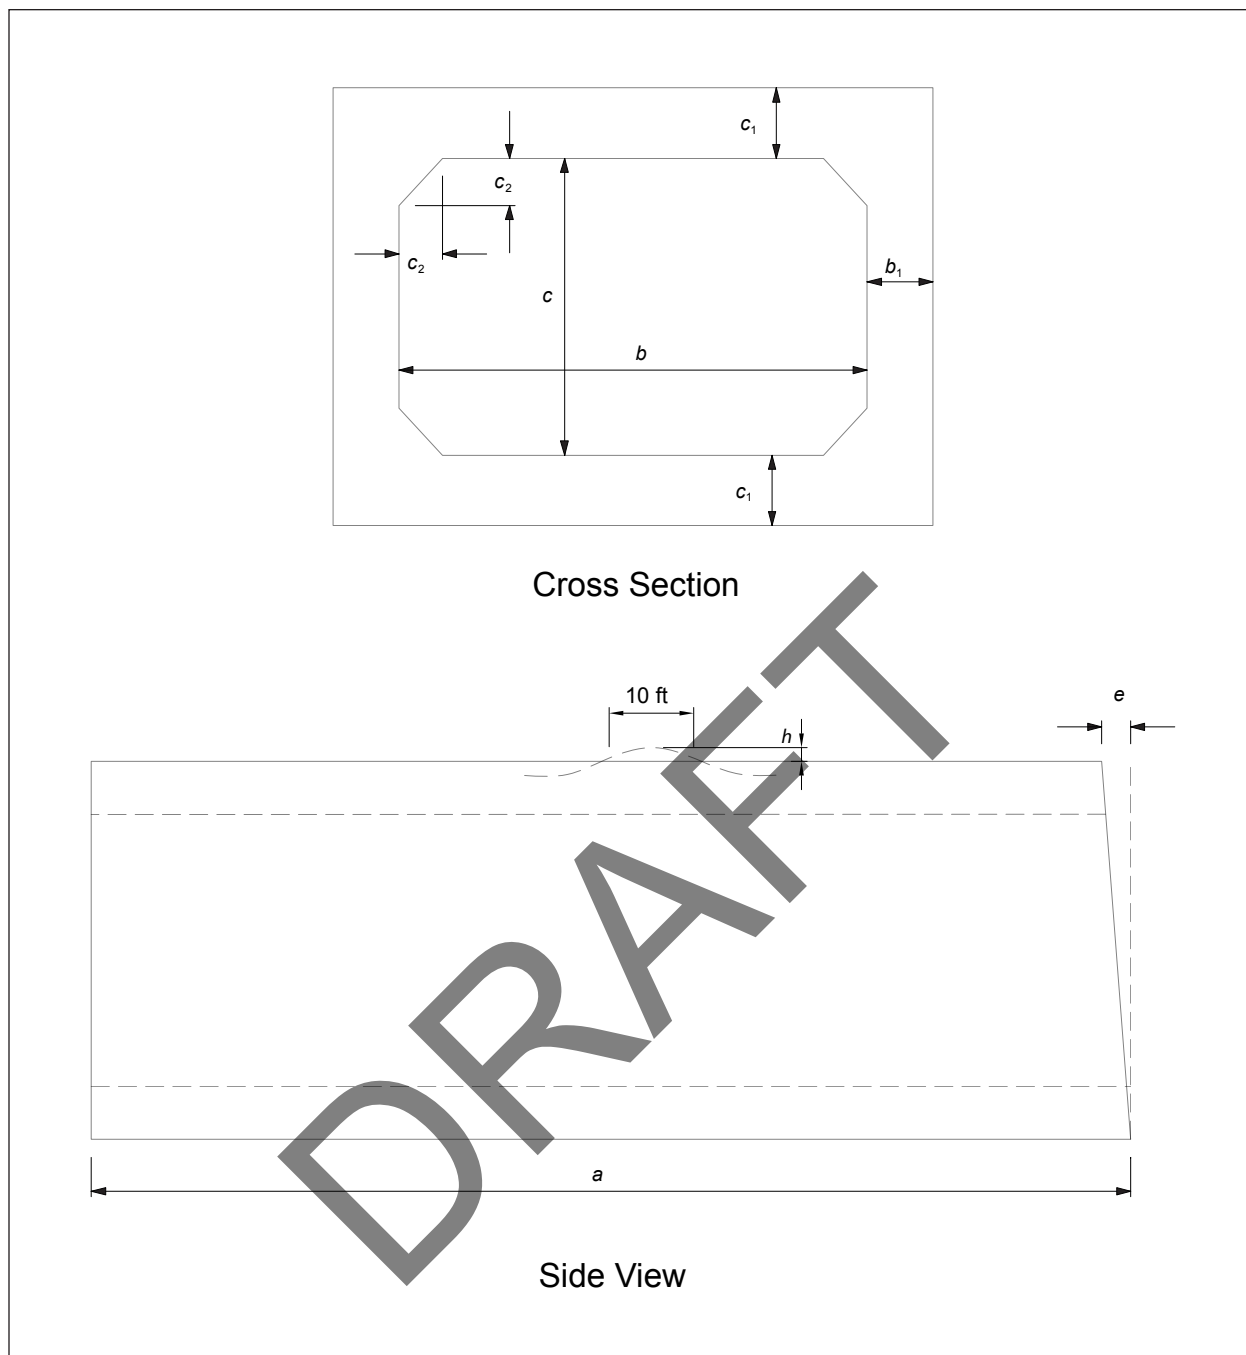 c₁
c₂
c₂
b₁
c
b
c₁
Cross Section
10 ft
e
h
DRAFT
a
Side View